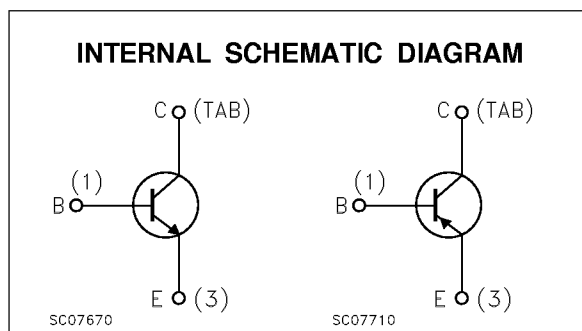 INTERNAL SCHEMATIC DIAGRAM
C (TAB)
C (TAB)
(1)
B
(1)
B
E (3)
E (3)
SC07670
SC07710